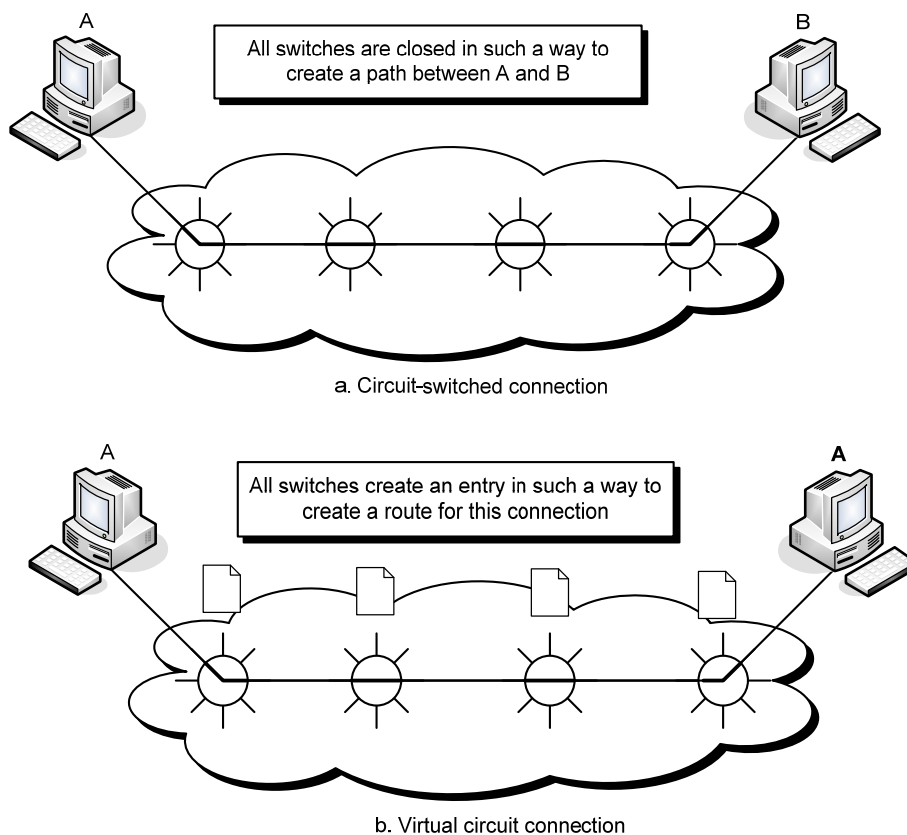 A
B
All switches are closed in such a way to
create a path between A and B
a. Circuit-switched connection
A
A
All switches create an entry in such a way to
create a route for this connection
b. Virtual circuit connection